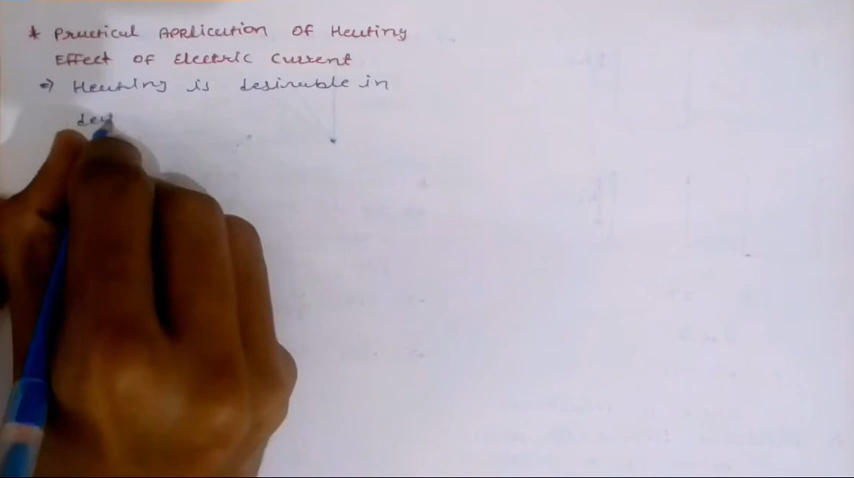 * Practical Application of Heating
Effect of Electric Current
⇒ Heating is desirable in